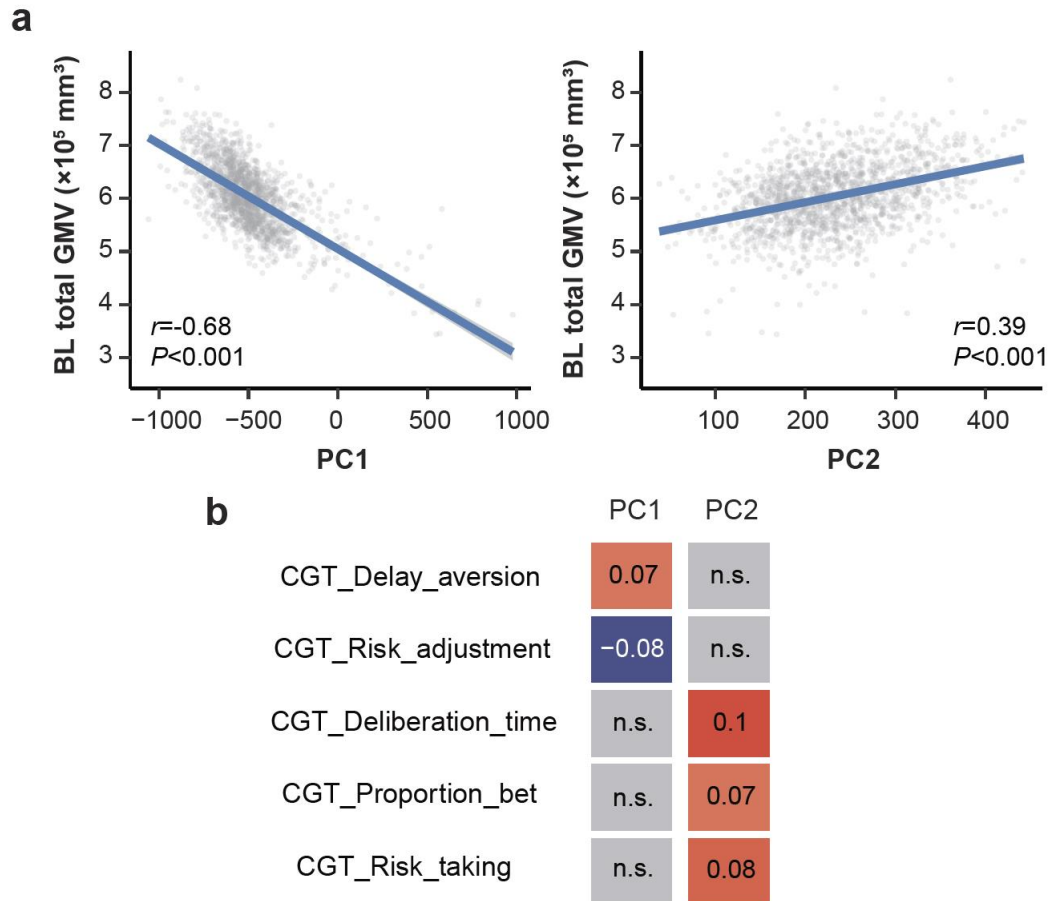 a
BL total GMV (×10⁵ mm³)
8
7
6
5
4
3
r=-0.68
P<0.001
−1000
−500
0
500
1000
PC1
BL total GMV (×10⁵ mm³)
8
7
6
5
4
3
r=0.39
P<0.001
100
200
300
400
PC2
b
PC1 PC2
CGT_Delay_aversion 0.07 n.s.
CGT_Risk_adjustment −0.08 n.s.
CGT_Deliberation_time n.s. 0.1
CGT_Proportion_bet n.s. 0.07
CGT_Risk_taking n.s. 0.08